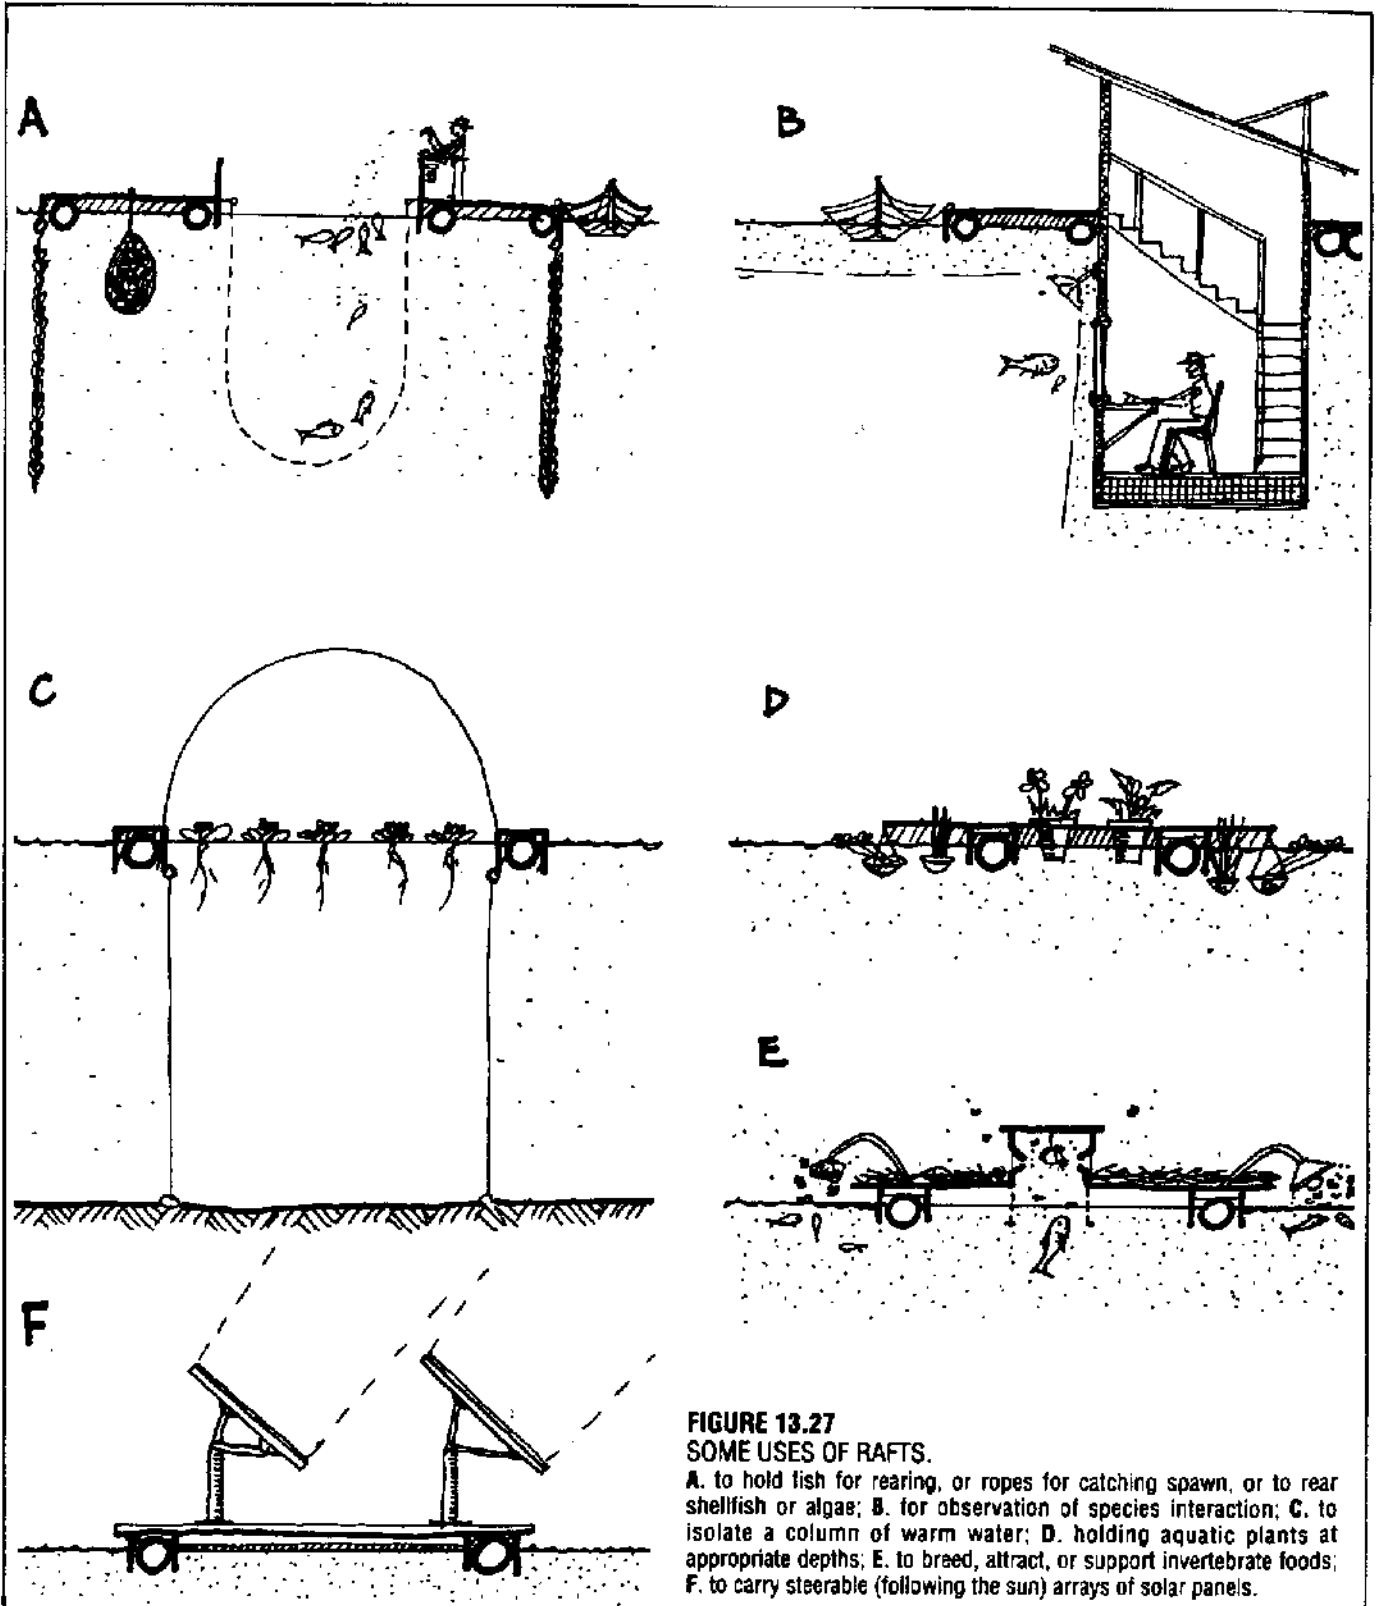 A
B
C
D
E
F
FIGURE 13.27
SOME USES OF RAFTS.
A. to hold fish for rearing, or ropes for catching spawn, or to rear
shellfish or algae; B. for observation of species interaction; C. to
isolate a column of warm water; D. holding aquatic plants at
appropriate depths; E. to breed, attract, or support invertebrate foods;
F. to carry steerable (following the sun) arrays of solar panels.